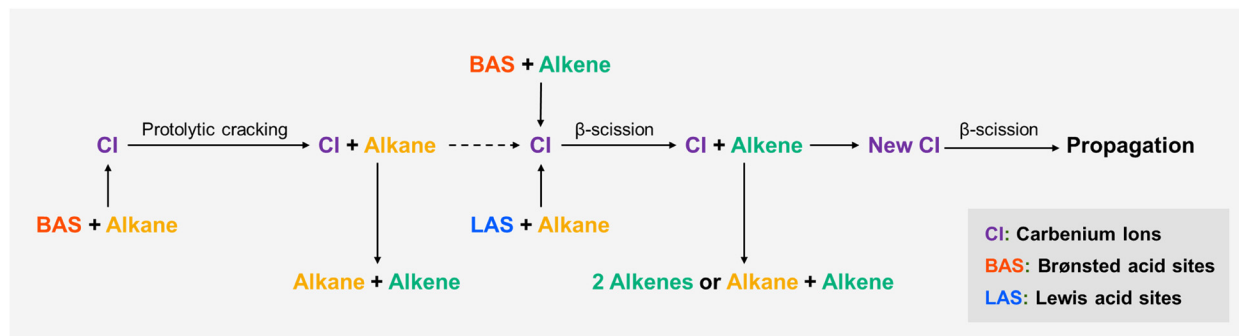 BAS + Alkene
Protolytic cracking
β-scission
β-scission
CI
CI + Alkane
CI
CI + Alkene
New CI
Propagation
BAS + Alkane
LAS + Alkane
Alkane + Alkene
2 Alkenes or Alkane + Alkene
CI: Carbenium Ions
BAS: Brønsted acid sites
LAS: Lewis acid sites